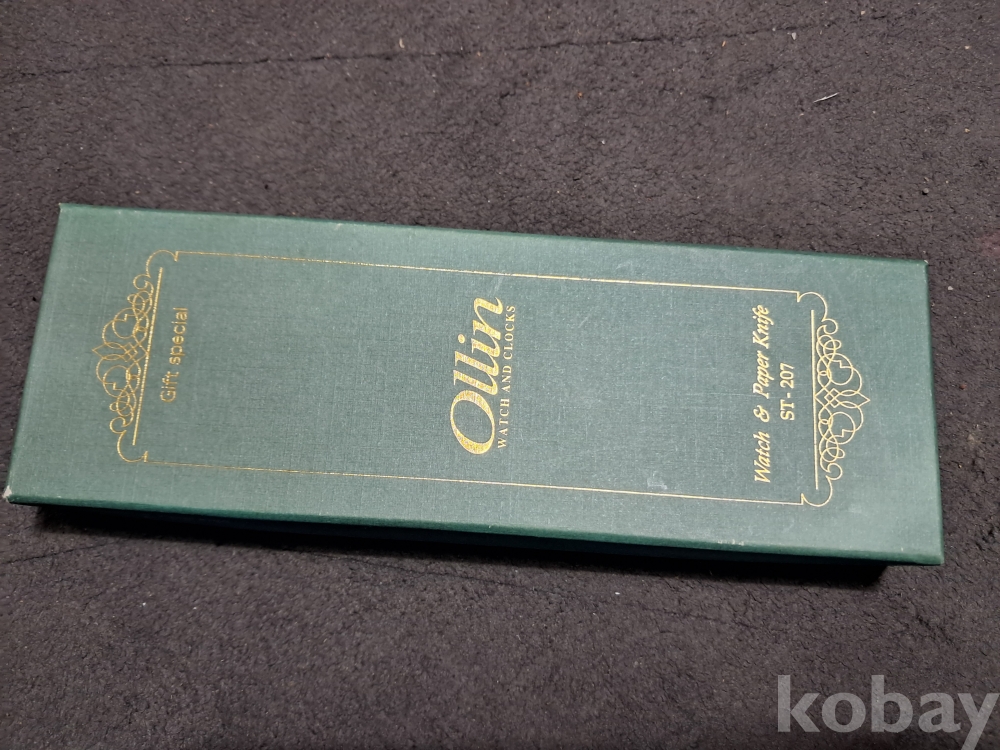 Gift special
Ollin
WATCH AND CLOCKS
Watch & Paper Knife
ST - 207
kobay